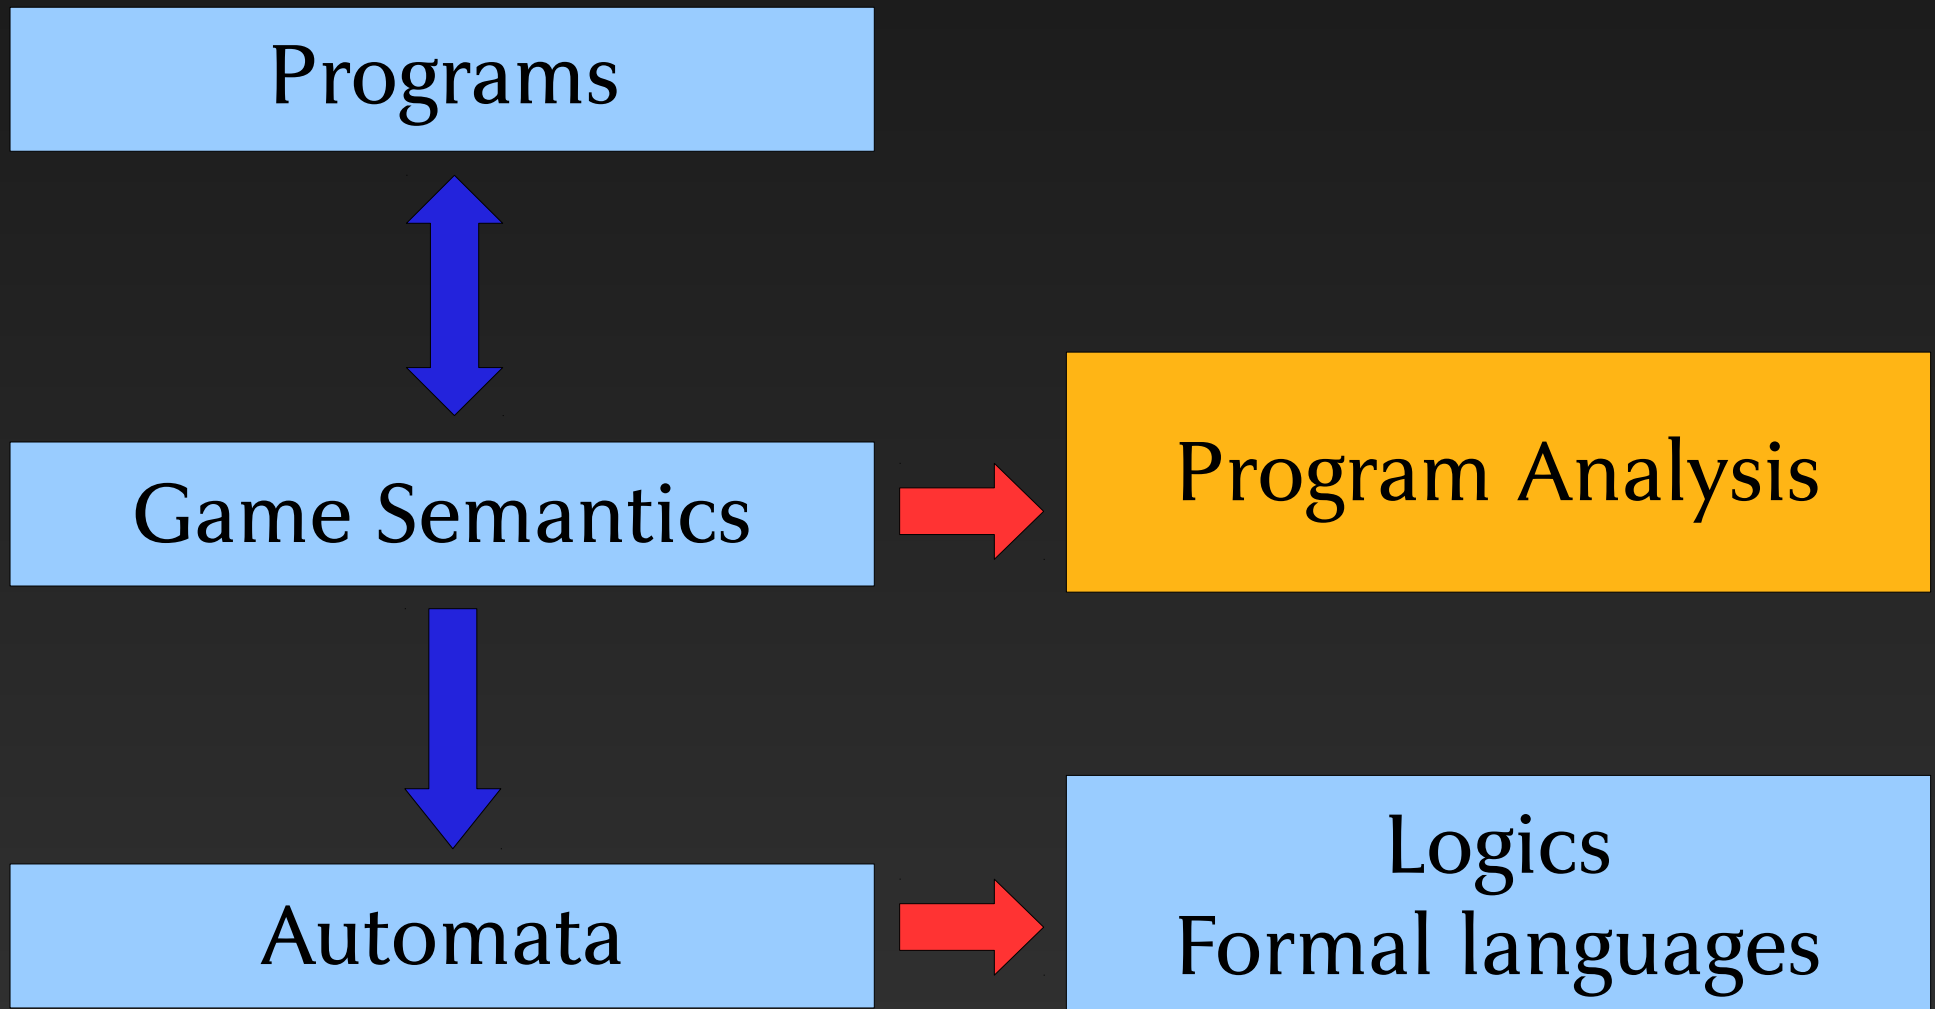 Programs
Game Semantics
Program Analysis
Automata
Logics
Formal languages